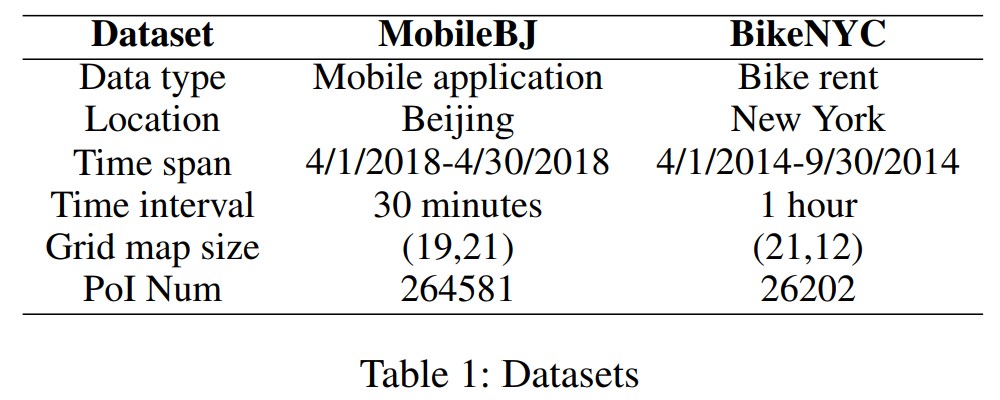 Dataset MobileBJ BikeNYC
Data type Mobile application Bike rent
Location Beijing New York
Time span 4/1/2018-4/30/2018 4/1/2014-9/30/2014
Time interval 30 minutes 1 hour
Grid map size (19,21) (21,12)
PoI Num 264581 26202
Table 1: Datasets